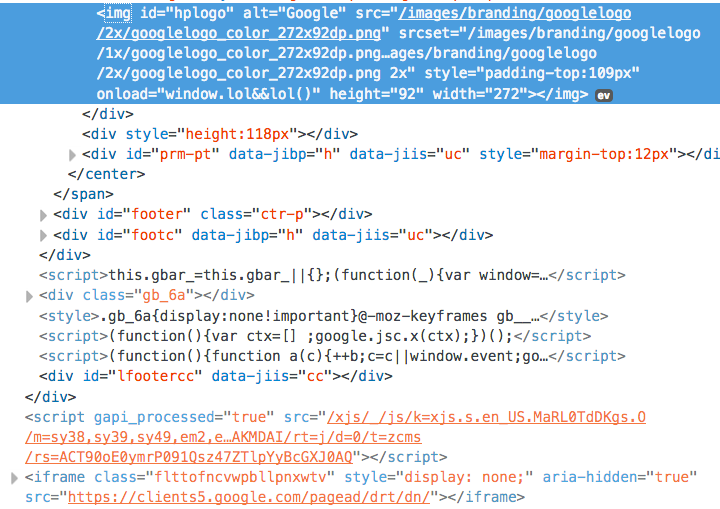 <img id="hplogo" alt="Google" src="/images/branding/googlelogo
/2x/googlelogo_color_272x92dp.png" srcset="/images/branding/googlelogo
/1x/googlelogo_color_272x92dp.png…ages/branding/googlelogo
/2x/googlelogo_color_272x92dp.png 2x" style="padding-top:109px"
onload="window.lol&&lol()" height="92" width="272"></img> ev
</div>
<div style="height:118px"></div>
<div id="prm-pt" data-jibp="h" data-jiis="uc" style="margin-top:12px"></di
</center>
</span>
<div id="footer" class="ctr-p"></div>
<div id="footc" data-jibp="h" data-jiis="uc"></div>
</div>
<script>this.gbar_=this.gbar_||{};(function(_){var window=…</script>
<div class="gb_6a"></div>
<style>.gb_6a{display:none!important}@-moz-keyframes gb__…</style>
<script>(function(){var ctx=[] ;google.jsc.x(ctx);})();</script>
<script>(function(){function a(c){++b;c=c||window.event;go…</script>
<div id="lfootercc" data-jiis="cc"></div>
</div>
<script gapi_processed="true" src="/xjs/_/js/k=xjs.s.en_US.MaRL0TdDKgs.O
/m=sy38,sy39,sy49,em2,e…AKMDAI/rt=j/d=0/t=zcms
/rs=ACT90oE0ymrP091Qsz47ZTlpYyBcGXJ0AQ"></script>
<iframe class="flttofncvwpbllpnxwtv" style="display: none;" aria-hidden="true"
src="https://clients5.google.com/pagead/drt/dn/"></iframe>